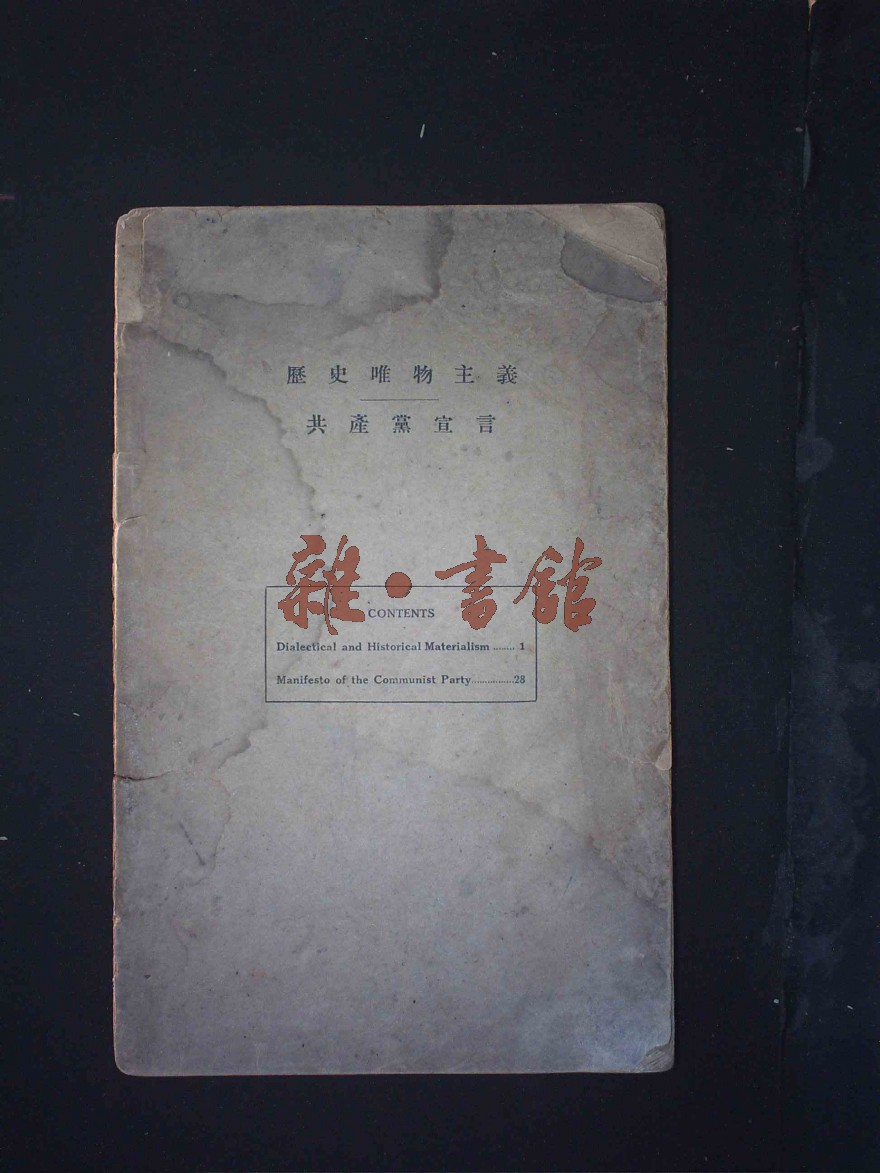 歷史唯物主義
共產黨宣言
雜·書館
CONTENTS
Dialectical and Historical Materialism ........ 1
Manifesto of the Communist Party...............28